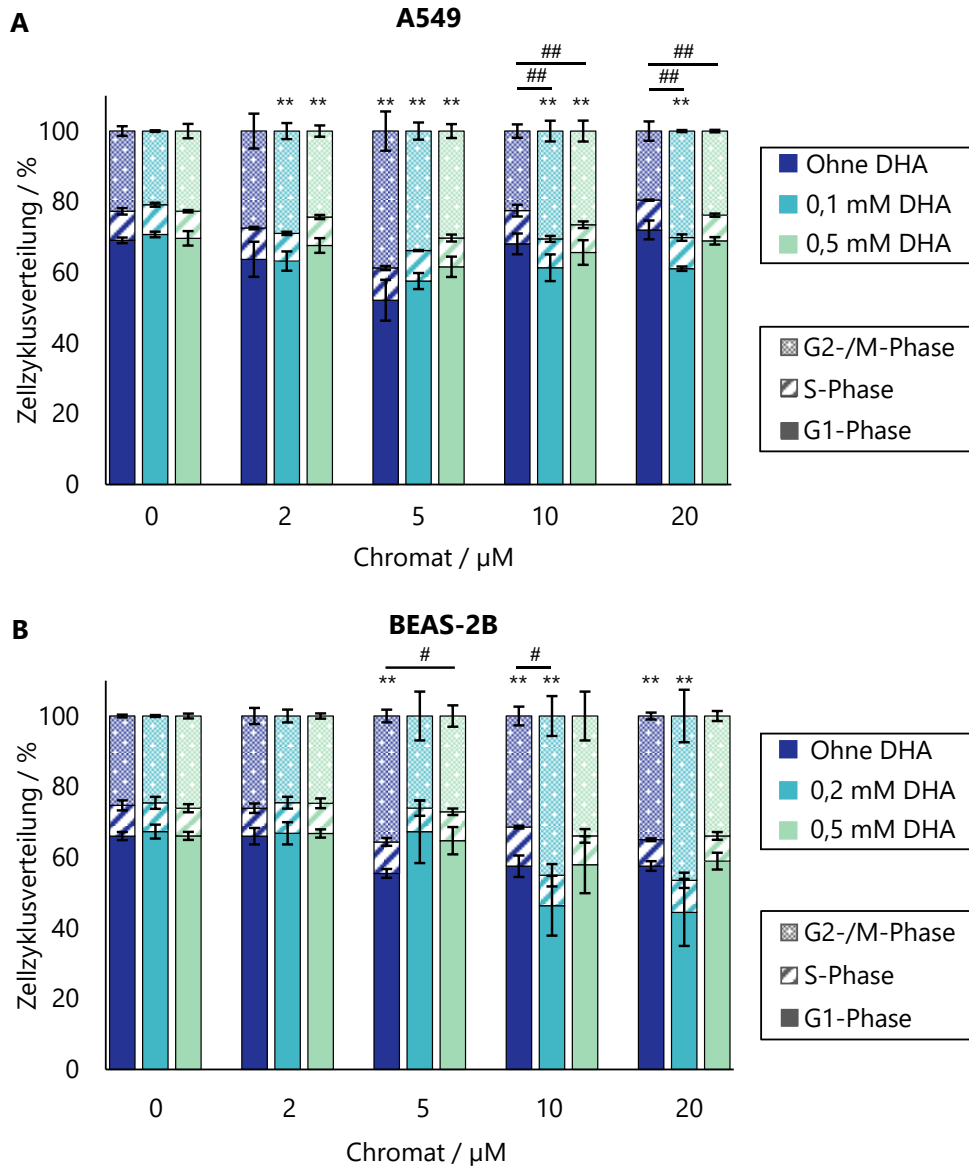 A
A549
##
##
##
##
** ** ** ** ** ** ** ** **
100
80
60
40
20
0
Zellzyklusverteilung / %
0 2 5 10 20
Chromat / µM
Ohne DHA
0,1 mM DHA
0,5 mM DHA
G2-/M-Phase
S-Phase
G1-Phase
B
BEAS-2B
# #
** ** ** ** **
100
80
60
40
20
0
Zellzyklusverteilung / %
0 2 5 10 20
Chromat / µM
Ohne DHA
0,2 mM DHA
0,5 mM DHA
G2-/M-Phase
S-Phase
G1-Phase